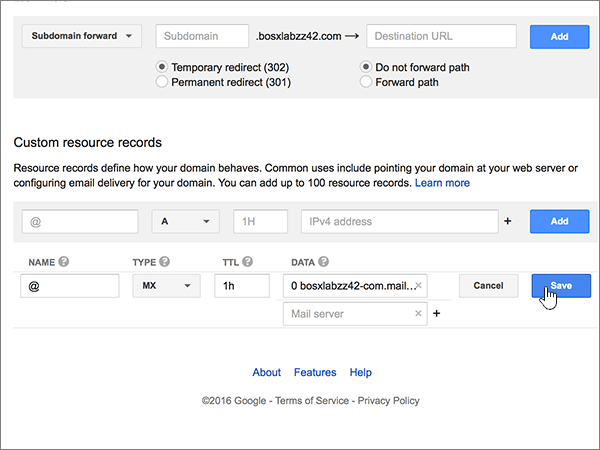 Subdomain forward Subdomain .bosxlabzz42.com → Destination URL Add
Temporary redirect (302) Do not forward path
Permanent redirect (301) Forward path
Custom resource records
Resource records define how your domain behaves. Common uses include pointing your domain at your web server or
configuring email delivery for your domain. You can add up to 100 resource records. Learn more
@ A 1H IPv4 address + Add
NAME ? TYPE ? TTL ? DATA ?
@ MX 1h 0 bosxlabzz42-com.mail... × Cancel Save
Mail server × +
About Features Help
©2016 Google - Terms of Service - Privacy Policy